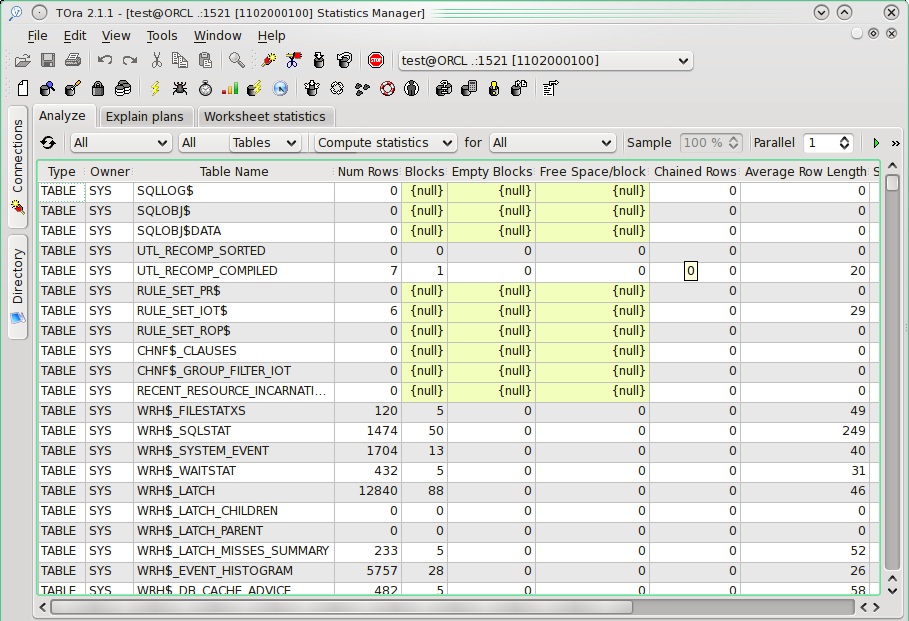 TOra 2.1.1 - [test@ORCL .:1521 [1102000100] Statistics Manager]
File Edit View Tools Window Help
STOP test@ORCL .:1521 [1102000100]
Connections
Directory
Analyze Explain plans Worksheet statistics
All All Tables Compute statistics for All Sample 100 % Parallel 1 »
Type Owner Table Name Num Rows Blocks Empty Blocks Free Space/block Chained Rows Average Row Length S
TABLE SYS SQLLOG$ 0 {null} {null} {null} 0 0
TABLE SYS SQLOBJ$ 0 {null} {null} {null} 0 0
TABLE SYS SQLOBJ$DATA 0 {null} {null} {null} 0 0
TABLE SYS UTL_RECOMP_SORTED 0 0 0 0 0 0
TABLE SYS UTL_RECOMP_COMPILED 7 1 0 0 0 0 20
TABLE SYS RULE_SET_PR$ 0 {null} {null} {null} 0 0
TABLE SYS RULE_SET_IOT$ 6 {null} {null} {null} 0 29
TABLE SYS RULE_SET_ROP$ 0 {null} {null} {null} 0 0
TABLE SYS CHNF$_CLAUSES 0 {null} {null} {null} 0 0
TABLE SYS CHNF$_GROUP_FILTER_IOT 0 {null} {null} {null} 0 0
TABLE SYS RECENT_RESOURCE_INCARNATI... 0 {null} {null} {null} 0 0
TABLE SYS WRH$_FILESTATXS 120 5 0 0 0 49
TABLE SYS WRH$_SQLSTAT 1474 50 0 0 0 249
TABLE SYS WRH$_SYSTEM_EVENT 1704 13 0 0 0 40
TABLE SYS WRH$_WAITSTAT 432 5 0 0 0 31
TABLE SYS WRH$_LATCH 12840 88 0 0 0 46
TABLE SYS WRH$_LATCH_CHILDREN 0 0 0 0 0 0
TABLE SYS WRH$_LATCH_PARENT 0 0 0 0 0 0
TABLE SYS WRH$_LATCH_MISSES_SUMMARY 233 5 0 0 0 52
TABLE SYS WRH$_EVENT_HISTOGRAM 5757 28 0 0 0 26
TABLE SYS WRH$_DB_CACHE_ADVICE 482 5 0 0 0 58